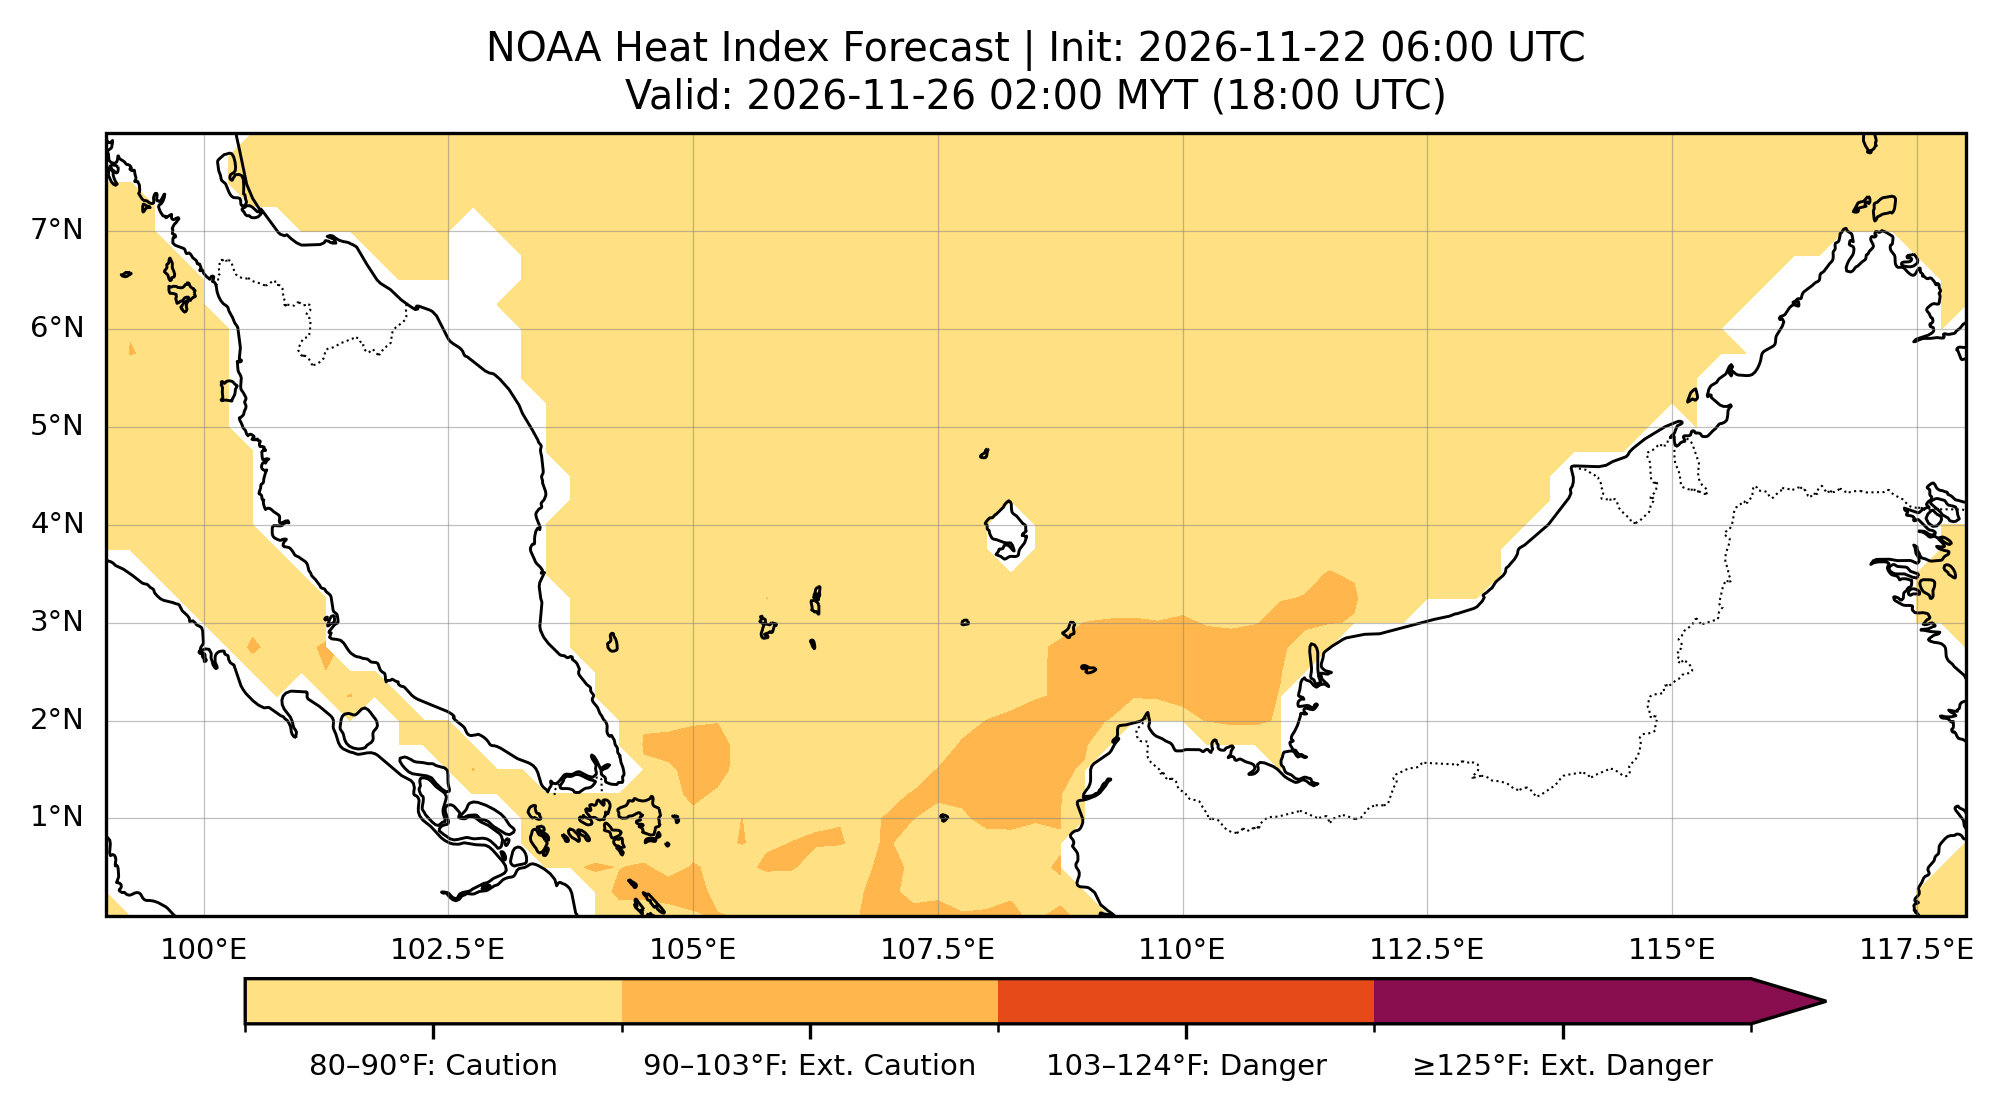 NOAA Heat Index Forecast | Init: 2026-11-22 06:00 UTC
Valid: 2026-11-26 02:00 MYT (18:00 UTC)
7°N
6°N
5°N
4°N
3°N
2°N
1°N
100°E 102.5°E 105°E 107.5°E 110°E 112.5°E 115°E 117.5°E
80–90°F: Caution 90–103°F: Ext. Caution 103–124°F: Danger ≥125°F: Ext. Danger